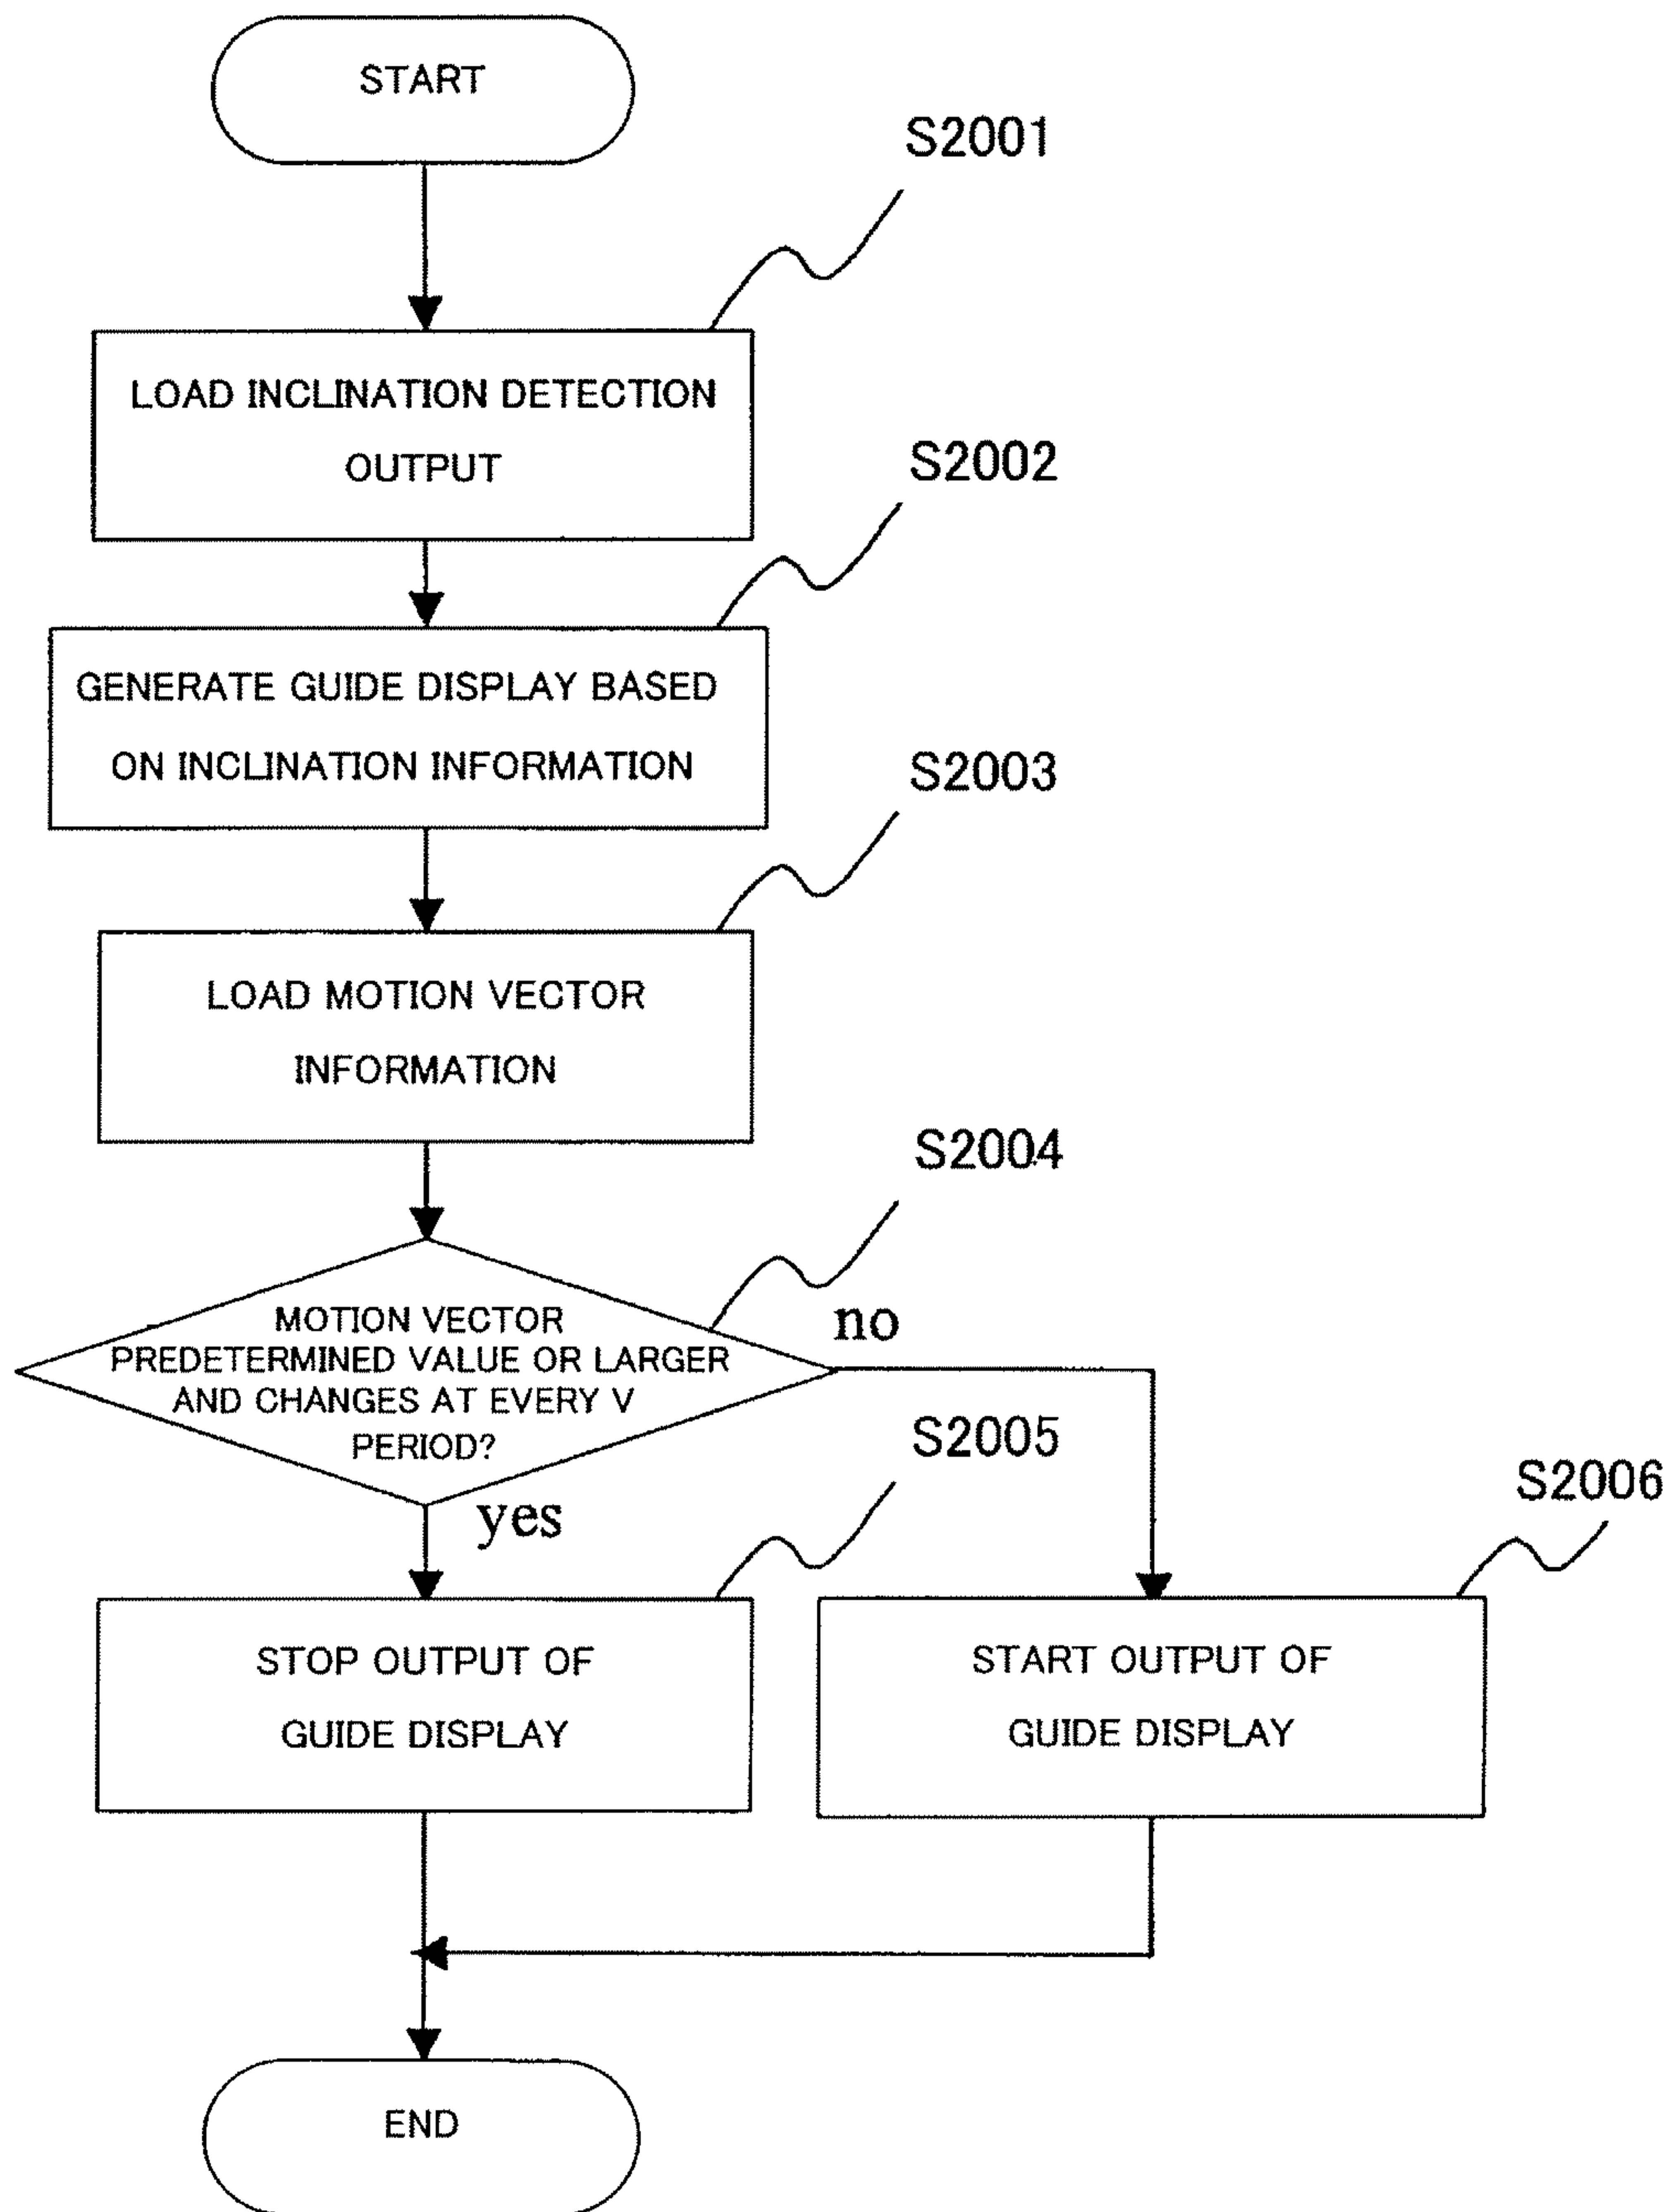 START
S2001
LOAD INCLINATION DETECTION
OUTPUT
S2002
GENERATE GUIDE DISPLAY BASED
ON INCLINATION INFORMATION
S2003
LOAD MOTION VECTOR
INFORMATION
S2004
MOTION VECTOR
PREDETERMINED VALUE OR LARGER
AND CHANGES AT EVERY V
PERIOD?
no
yes
S2005
STOP OUTPUT OF
GUIDE DISPLAY
S2006
START OUTPUT OF
GUIDE DISPLAY
END